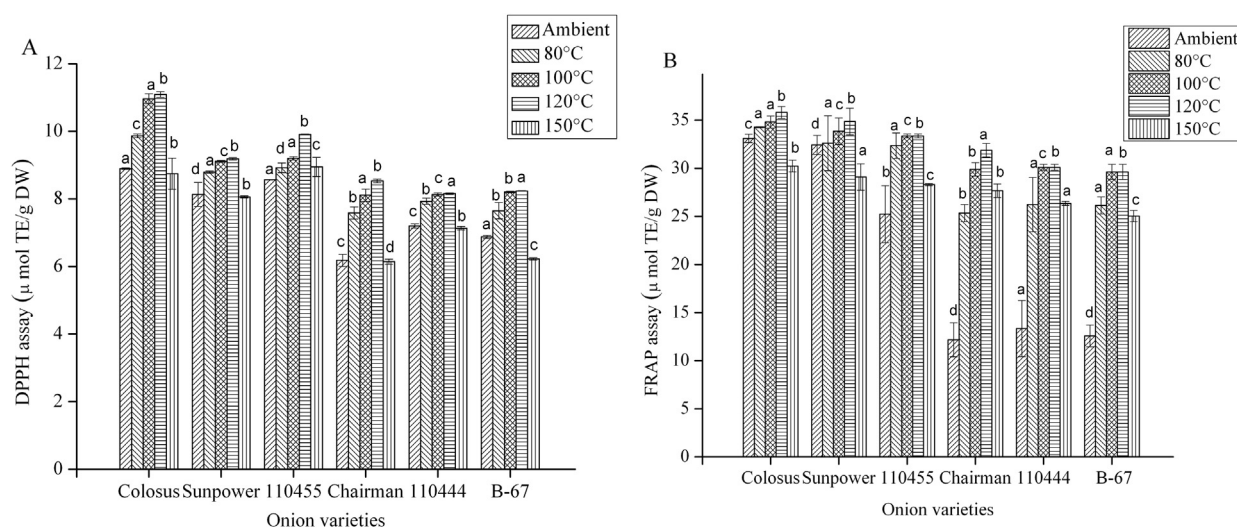 A
Ambient
80°C
100°C
120°C
150°C
12
10
8
6
4
2
0
DPPH assay (μ mol TE/g DW)
a c a b b
d a c b b
a b a b c
c a b a d
c b c a b
a b b a c
Colosus Sunpower 110455 Chairman 110444 B-67
Onion varieties
B
Ambient
80°C
100°C
120°C
150°C
35
30
25
20
15
10
5
0
FRAP assay (μ mol TE/g DW)
c a a b b
d b c b a
b a c b c
d b b a b
a b c b a
d a b b c
Colosus Sunpower 110455 Chairman 110444 B-67
Onion varieties